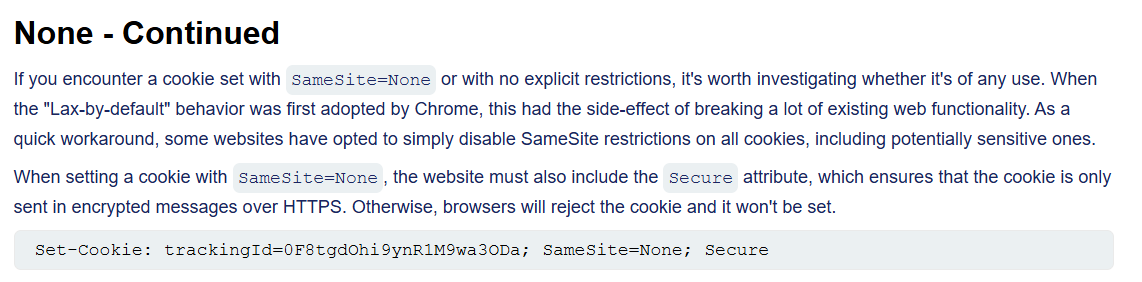 None - Continued
If you encounter a cookie set with SameSite=None or with no explicit restrictions, it's worth investigating whether it's of any use. When
the "Lax-by-default" behavior was first adopted by Chrome, this had the side-effect of breaking a lot of existing web functionality. As a
quick workaround, some websites have opted to simply disable SameSite restrictions on all cookies, including potentially sensitive ones.
When setting a cookie with SameSite=None, the website must also include the Secure attribute, which ensures that the cookie is only
sent in encrypted messages over HTTPS. Otherwise, browsers will reject the cookie and it won't be set.
Set-Cookie: trackingId=0F8tgdOhi9ynR1M9wa3ODa; SameSite=None; Secure